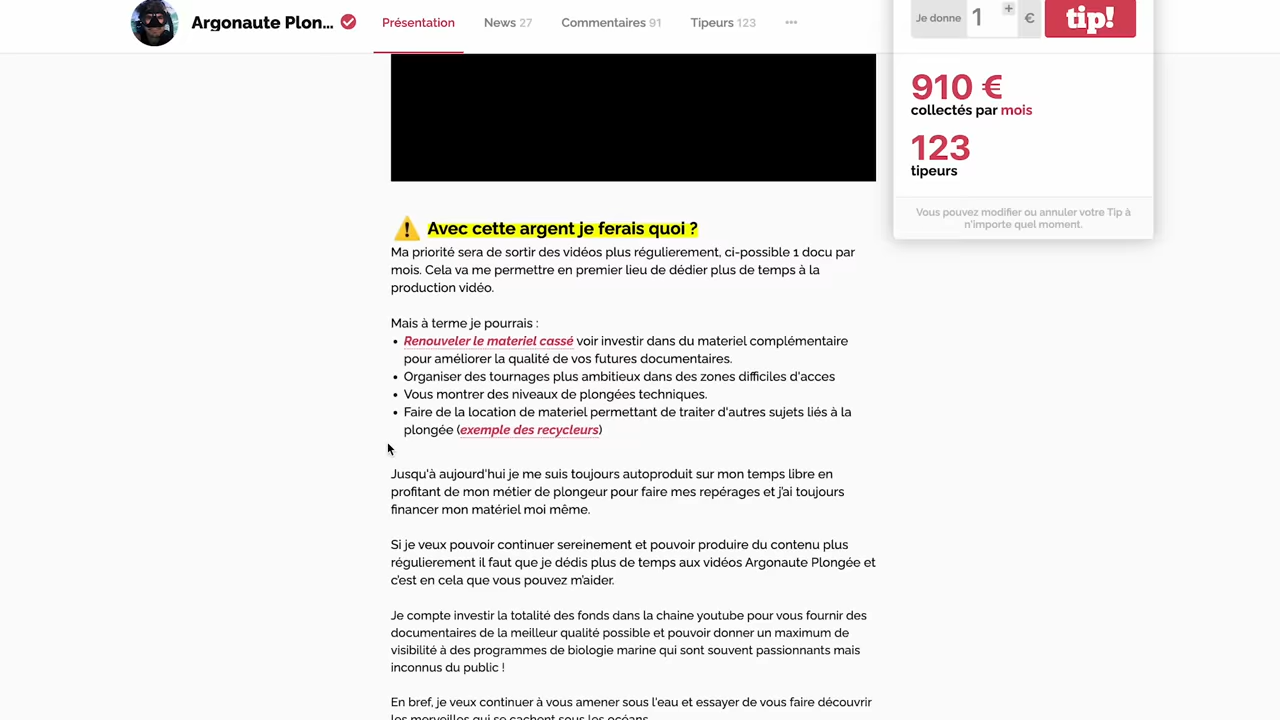 Argonaute Plon...
Présentation
News 27
Commentaires 91
Tipeurs 123
Je donne
1
+
€
tip!
910 €
collectés par mois
123
tipeurs
Vous pouvez modifier ou annuler votre Tip à
n'importe quel moment.
Avec cette argent je ferais quoi ?
Ma priorité sera de sortir des vidéos plus régulierement, ci-possible 1 docu par
mois. Cela va me permettre en premier lieu de dédier plus de temps à la
production vidéo.
Mais à terme je pourrais :
• Renouveler le materiel cassé voir investir dans du materiel complémentaire
pour améliorer la qualité de vos futures documentaires.
• Organiser des tournages plus ambitieux dans des zones difficiles d'acces
• Vous montrer des niveaux de plongées techniques.
• Faire de la location de materiel permettant de traiter d'autres sujets liés à la
plongée (exemple des recycleurs)
Jusqu'à aujourd'hui je me suis toujours autoproduit sur mon temps libre en
profitant de mon métier de plongeur pour faire mes repérages et j'ai toujours
financer mon matériel moi même.
Si je veux pouvoir continuer sereinement et pouvoir produire du contenu plus
régulierement il faut que je dédis plus de temps aux vidéos Argonaute Plongée et
c'est en cela que vous pouvez m'aider.
Je compte investir la totalité des fonds dans la chaine youtube pour vous fournir des
documentaires de la meilleur qualité possible et pouvoir donner un maximum de
visibilité à des programmes de biologie marine qui sont souvent passionnants mais
inconnus du public !
En bref, je veux continuer à vous amener sous l'eau et essayer de vous faire découvrir
les merveilles qui se cachent sous les océans.